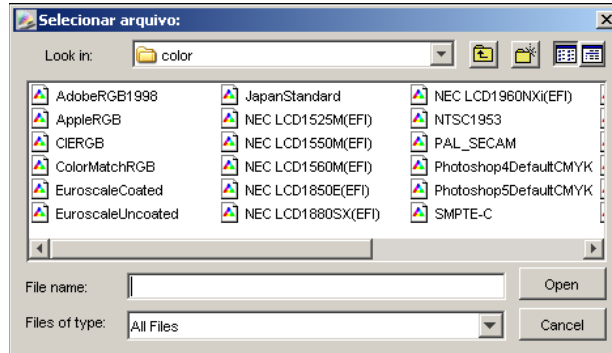 Selecionar arquivo:
Look in: color
AdobeRGB1998 JapanStandard NEC LCD1960NXi(EFI)
AppleRGB NEC LCD1525M(EFI) NTSC1953
CIERGB NEC LCD1550M(EFI) PAL_SECAM
ColorMatchRGB NEC LCD1560M(EFI) Photoshop4DefaultCMYK
EuroscaleCoated NEC LCD1850E(EFI) Photoshop5DefaultCMYK
EuroscaleUncoated NEC LCD1880SX(EFI) SMPTE-C
File name: Open
Files of type: All Files Cancel